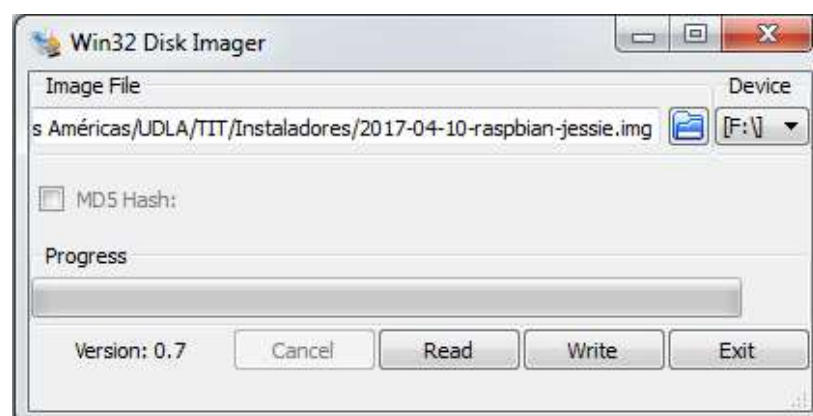 Win32 Disk Imager
Image File
Device
s Américas/UDLA/TIT/Instaladores/2017-04-10-raspbian-jessie.img
[F:\]
MD5 Hash:
Progress
Version: 0.7
Cancel
Read
Write
Exit